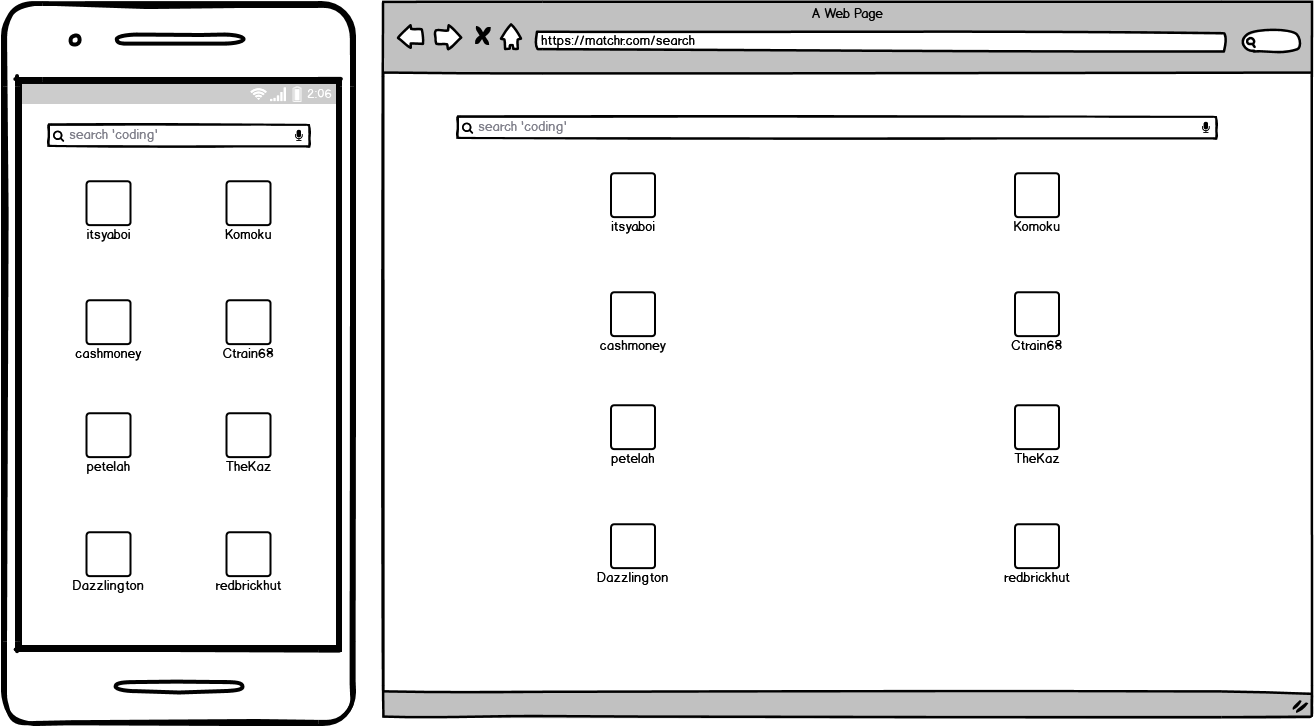 2:06
search 'coding'
itsyaboi
Komoku
cashmoney
Ctrain68
petelah
TheKaz
Dazzlington
redbrickhut
A Web Page
https://matchr.com/search
search 'coding'
itsyaboi
Komoku
cashmoney
Ctrain68
petelah
TheKaz
Dazzlington
redbrickhut